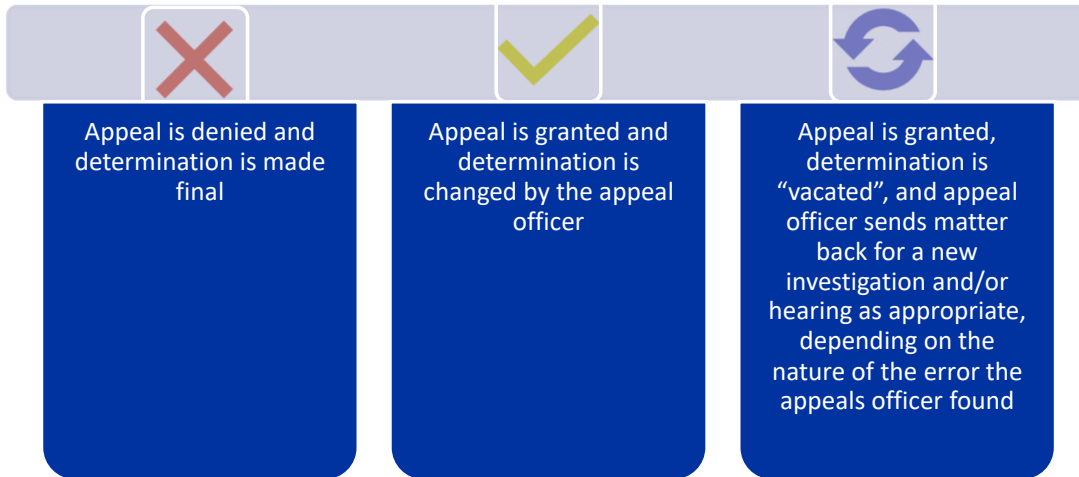 Appeal is denied and
determination is made
final
Appeal is granted and
determination is
changed by the appeal
officer
Appeal is granted,
determination is
“vacated”, and appeal
officer sends matter
back for a new
investigation and/or
hearing as appropriate,
depending on the
nature of the error the
appeals officer found